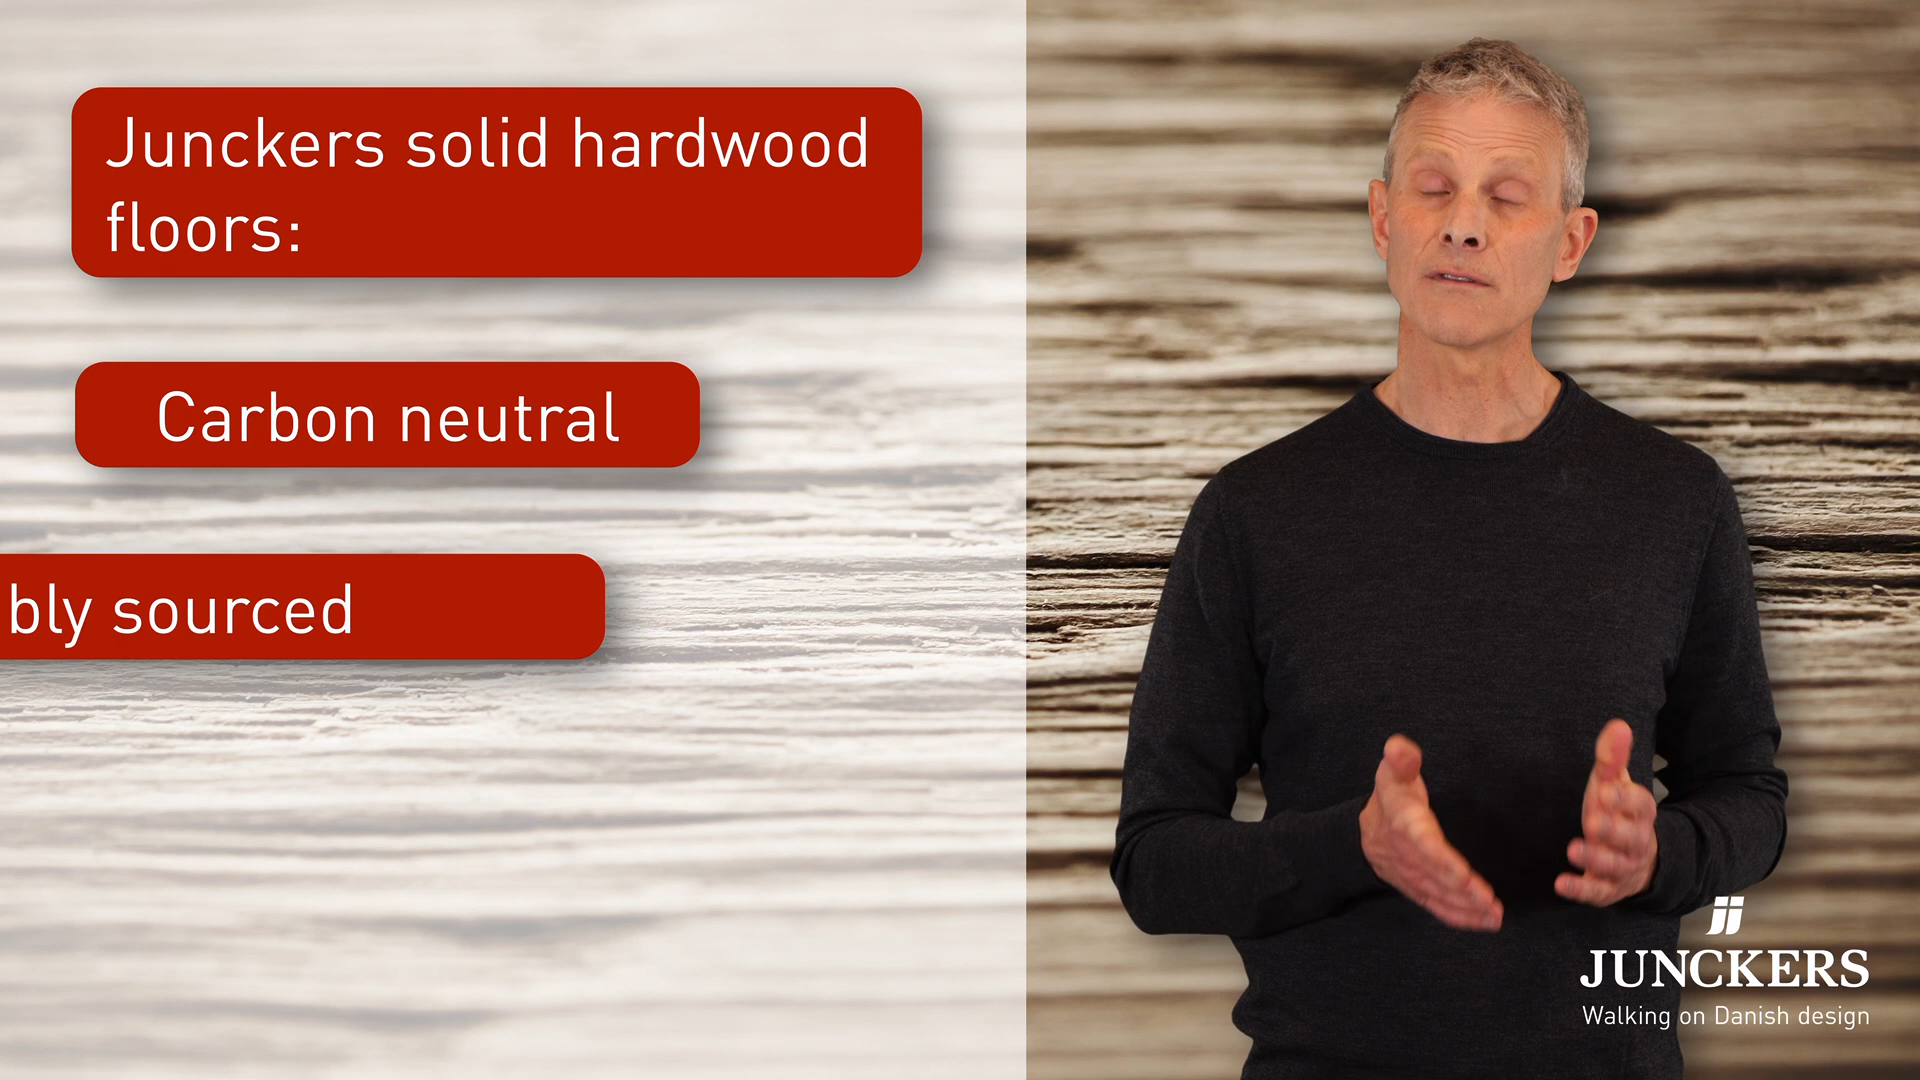 Junckers solid hardwood
floors:
Carbon neutral
bly sourced
JUNCKERS
Walking on Danish design